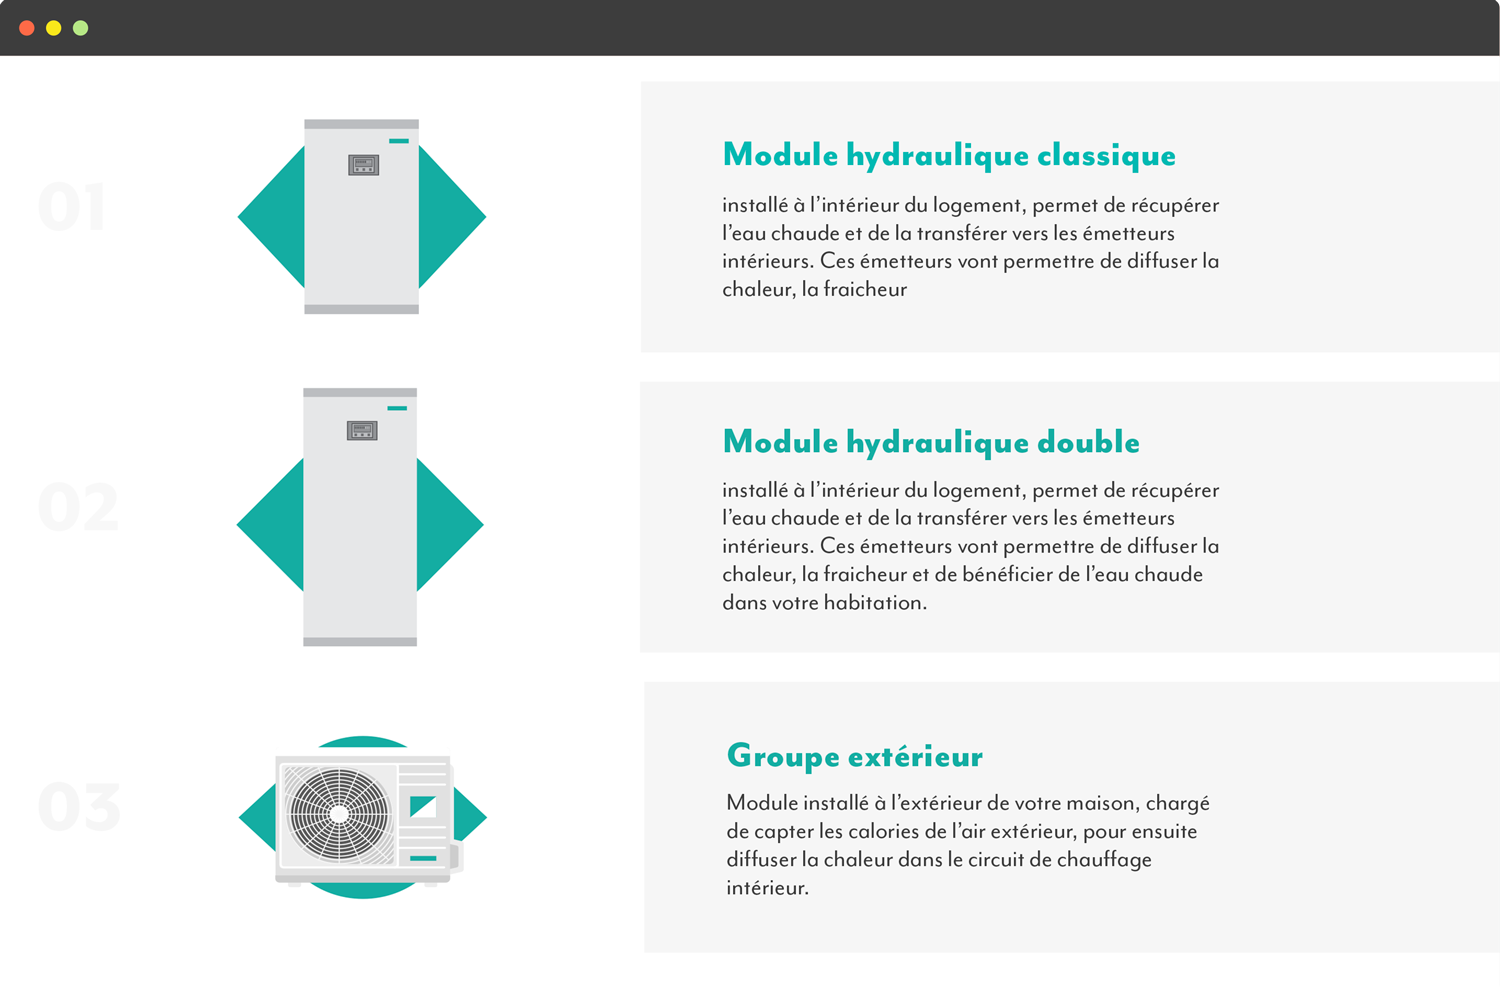 01
Module hydraulique classique
installé à l'intérieur du logement, permet de récupérer
l'eau chaude et de la transférer vers les émetteurs
intérieurs. Ces émetteurs vont permettre de diffuser la
chaleur, la fraicheur
02
Module hydraulique double
installé à l'intérieur du logement, permet de récupérer
l'eau chaude et de la transférer vers les émetteurs
intérieurs. Ces émetteurs vont permettre de diffuser la
chaleur, la fraicheur et de bénéficier de l'eau chaude
dans votre habitation.
03
Groupe extérieur
Module installé à l'extérieur de votre maison, chargé
de capter les calories de l'air extérieur, pour ensuite
diffuser la chaleur dans le circuit de chauffage
intérieur.